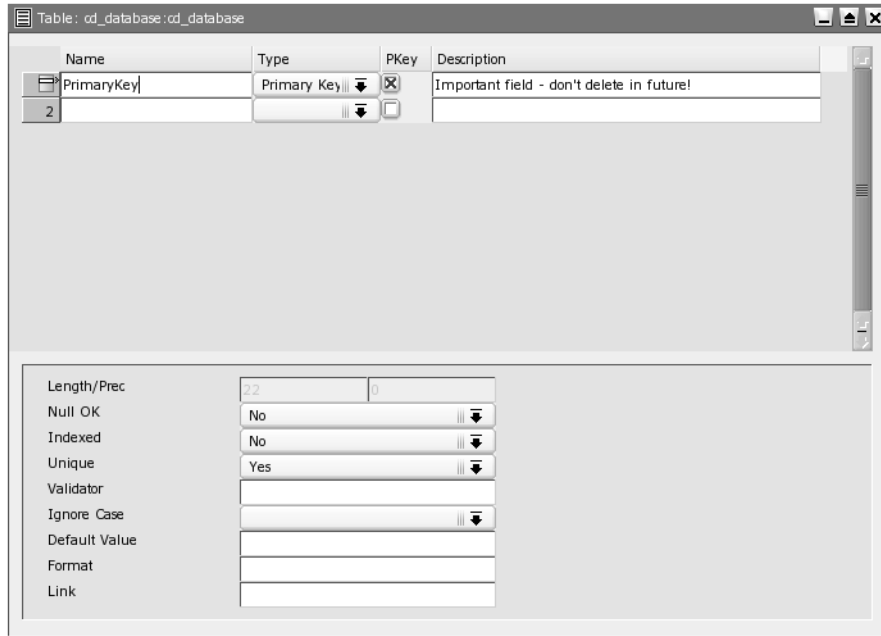 Table: cd_database:cd_database
Name Type PKey Description
PrimaryKey Primary Key Important field - don't delete in future!
2
Length/Prec 22 0
Null OK No
Indexed No
Unique Yes
Validator
Ignore Case
Default Value
Format
Link